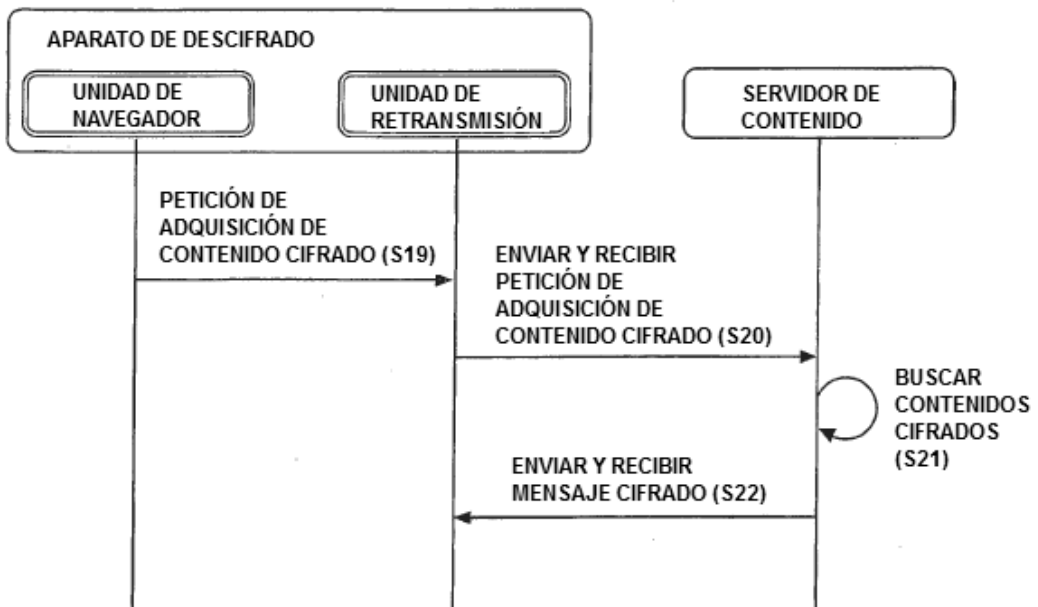 APARATO DE DESCIFRADO
UNIDAD DE
NAVEGADOR
UNIDAD DE
RETRANSMISIÓN
SERVIDOR DE
CONTENIDO
PETICIÓN DE
ADQUISICIÓN DE
CONTENIDO CIFRADO (S19)
ENVIAR Y RECIBIR
PETICIÓN DE
ADQUISICIÓN DE
CONTENIDO CIFRADO (S20)
BUSCAR
CONTENIDOS
CIFRADOS
(S21)
ENVIAR Y RECIBIR
MENSAJE CIFRADO (S22)